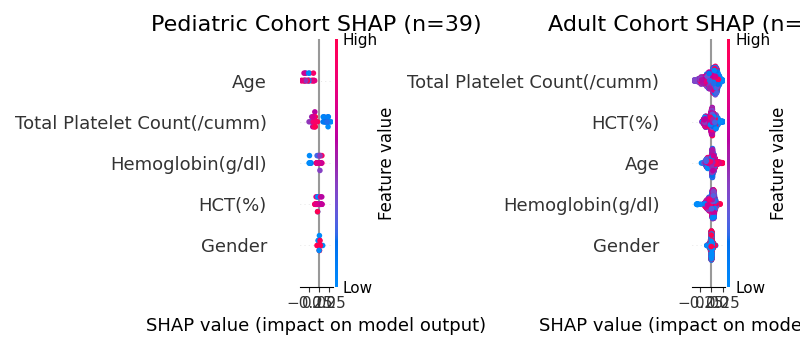 Pediatric Cohort SHAP (n=39)
High
Age
Total Platelet Count(/cumm)
Hemoglobin(g/dl)
HCT(%)
Gender
Feature value
Low
SHAP value (impact on model output)
Adult Cohort SHAP (n=
High
Total Platelet Count(/cumm)
HCT(%)
Age
Hemoglobin(g/dl)
Gender
Feature value
Low
SHAP value (impact on mode